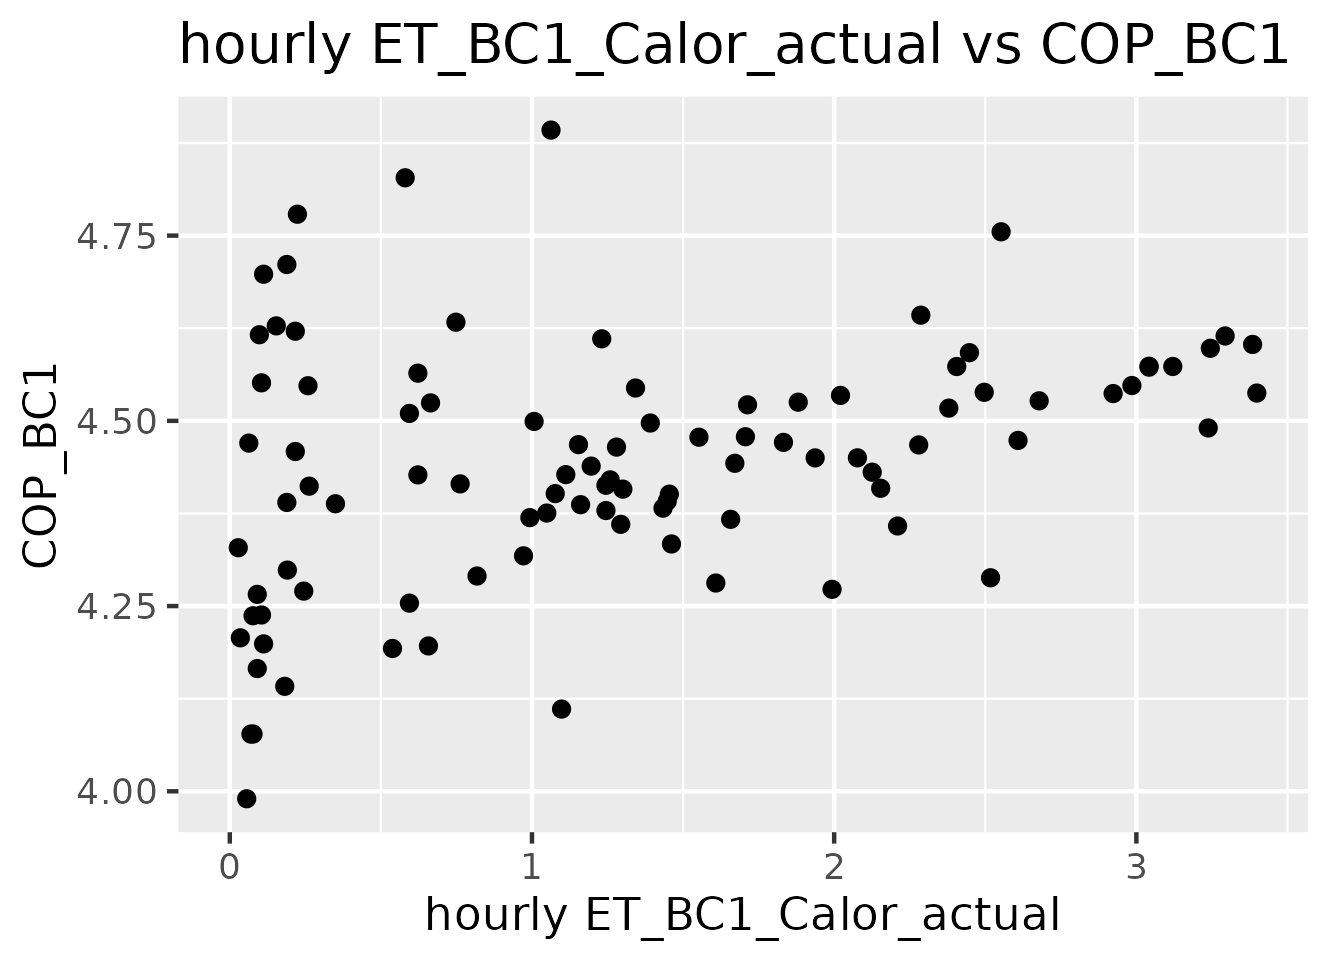 hourly ET_BC1_Calor_actual vs COP_BC1
COP_BC1
4.75
4.50
4.25
4.00
0 1 2 3
hourly ET_BC1_Calor_actual